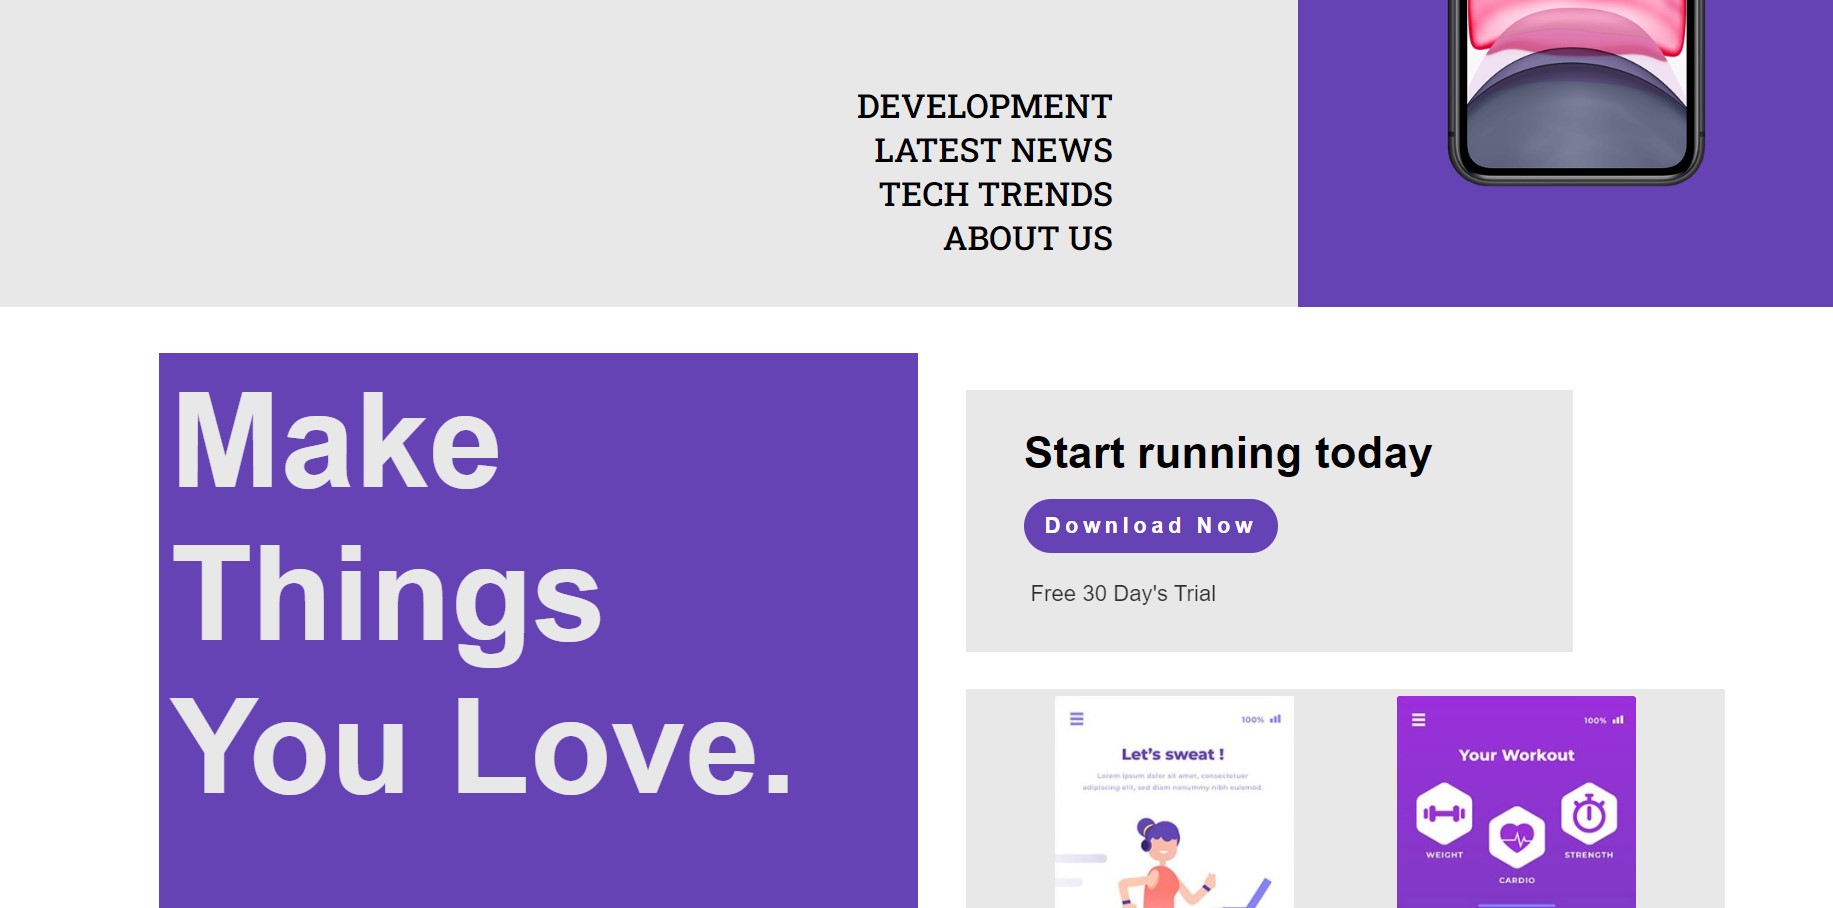 DEVELOPMENT
LATEST NEWS
TECH TRENDS
ABOUT US
Make
Things
You Love.
Start running today
Download Now
Free 30 Day's Trial
100%
Let's sweat !
Lorem ipsum dolor sit amet, consectetuer
adipiscing elit, sed diam nonummy nibh euismod.
100%
Your Workout
WEIGHT
STRENGTH
CARDIO